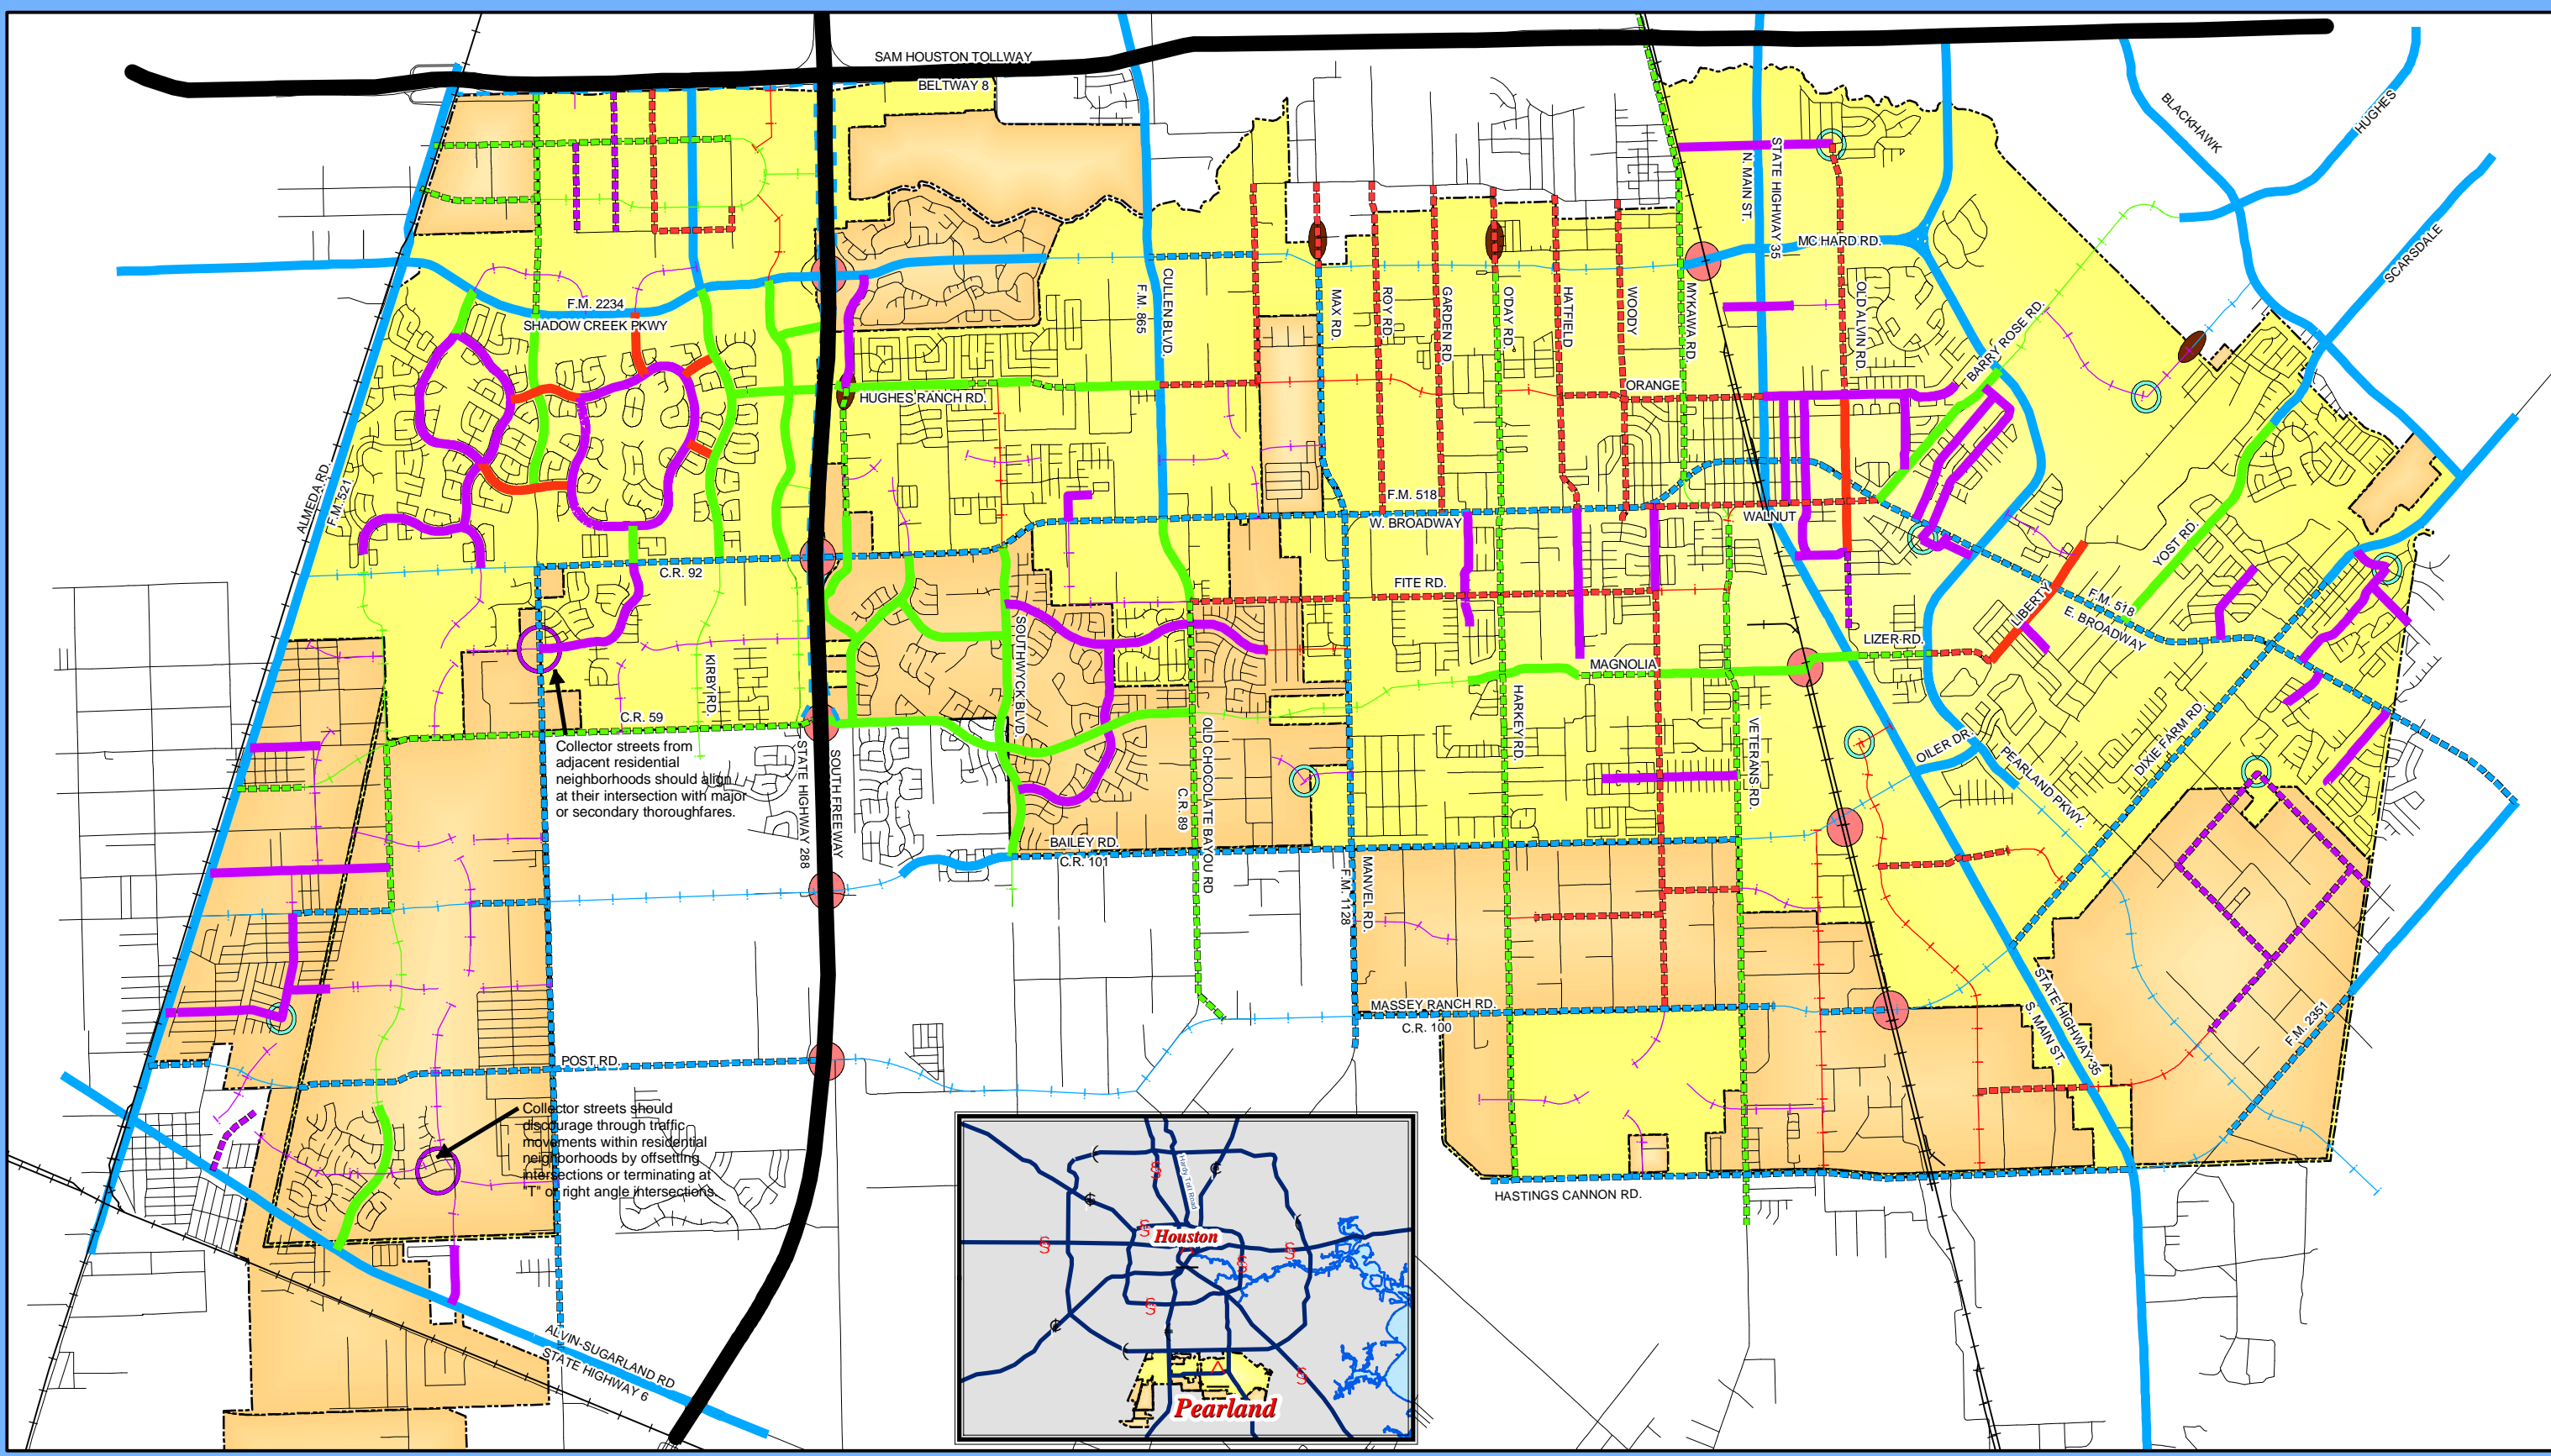 SAM HOUSTON TOLLWAY
BELTWAY 8
BLACKHAWK
HUGHES
SCARSDALE
STATE HIGHWAY 35
N. MAIN ST.
MC HARD RD.
F.M. 2234
SHADOW CREEK PKWY
CULLEN BLVD.
F.M. 865
MAX RD.
ROY RD.
GARDEN RD.
O'DAY RD.
HATFIELD
WOODY
MYKAWA RD.
OLD ALVIN RD.
BARRY ROSE RD.
HUGHES RANCH RD.
ORANGE
ALMEDA RD.
F.M. 521
F.M. 518
W. BROADWAY
WALNUT
YOST RD.
C.R. 92
FITE RD.
LIBERTY
F.M. 518
E. BROADWAY
LIZER RD.
KIRBY RD.
SOUTHWYCK BLVD.
MAGNOLIA
C.R. 59
HARKEY RD.
VETERANS RD.
OILER DR.
PEARLAND PKWY.
DIXIE FARM RD.
Collector streets from
adjacent residential
neighborhoods should align
at their intersection with major
or secondary thoroughfares.
STATE HIGHWAY 288
SOUTH FREEWAY
OLD CHOCOLATE BAYOU RD
C.R. 89
BAILEY RD.
C.R. 101
MANVEL RD.
F.M. 1128
MASSEY RANCH RD.
C.R. 100
STATE HIGHWAY 35
S. MAIN ST.
F.M. 2351
POST RD.
Collector streets should
discourage through traffic
movements within residential
neighborhoods by offsetting
intersections or terminating at
"T" or right angle intersections.
HASTINGS CANNON RD.
Hardy Toll Road
Houston
Pearland
ALVIN-SUGARLAND RD
STATE HIGHWAY 6